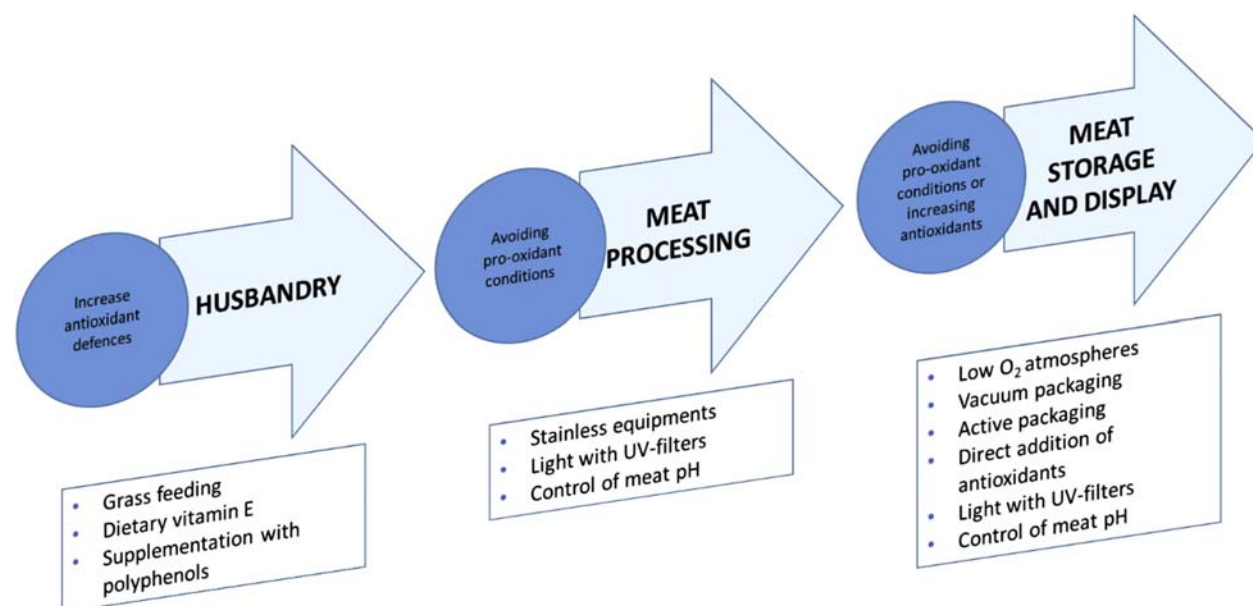 Increase
antioxidant
defences
HUSBANDRY
• Grass feeding
• Dietary vitamin E
• Supplementation with
polyphenols
Avoiding
pro-oxidant
conditions
MEAT
PROCESSING
• Stainless equipments
• Light with UV-filters
• Control of meat pH
Avoiding
pro-oxidant
conditions or
increasing
antioxidants
MEAT
STORAGE
AND DISPLAY
• Low O₂ atmospheres
• Vacuum packaging
• Active packaging
• Direct addition of
antioxidants
• Light with UV-filters
• Control of meat pH